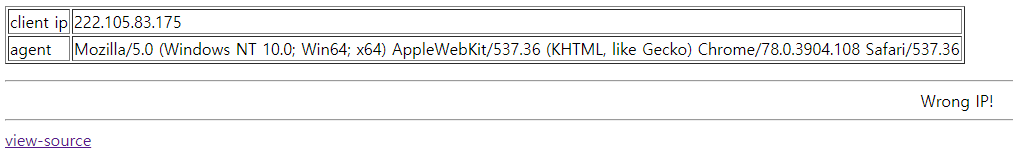 client ip 222.105.83.175
agent Mozilla/5.0 (Windows NT 10.0; Win64; x64) AppleWebKit/537.36 (KHTML, like Gecko) Chrome/78.0.3904.108 Safari/537.36
Wrong IP!
view-source